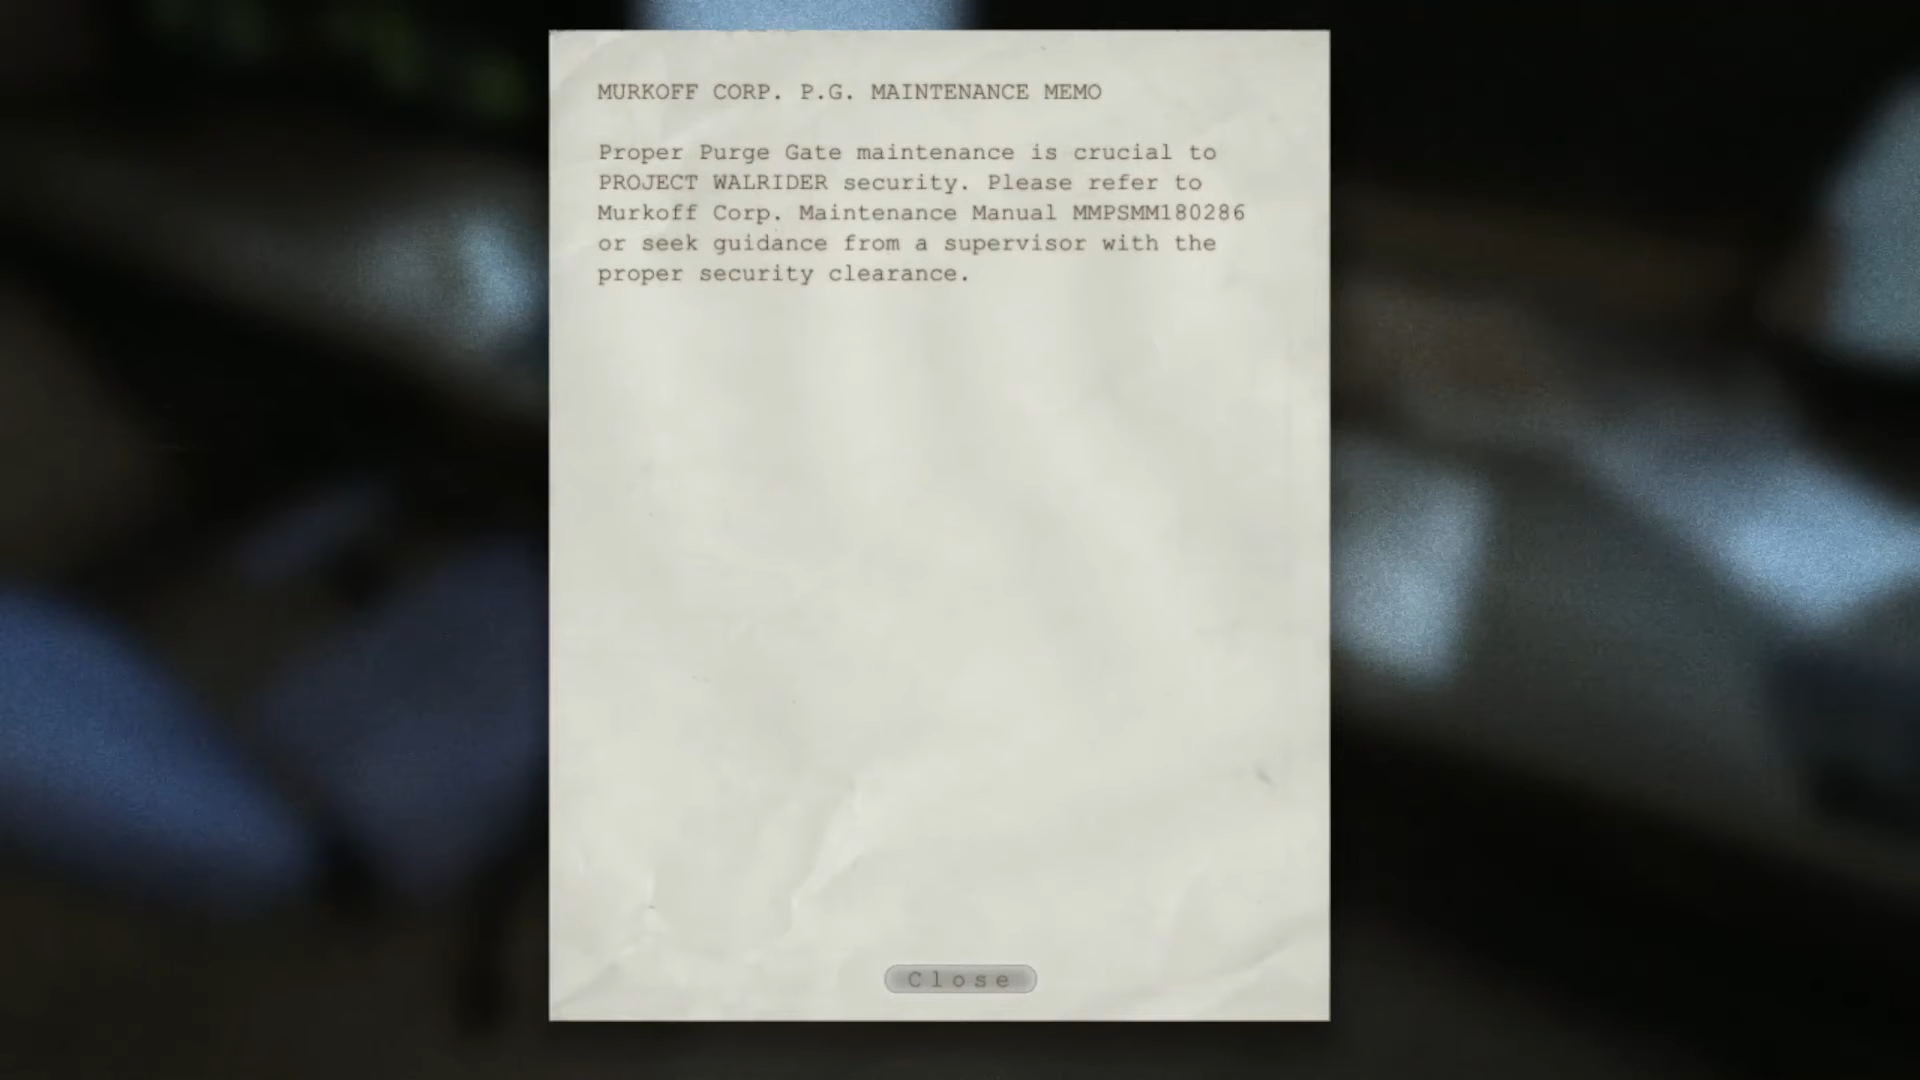 MURKOFF CORP. P.G. MAINTENANCE MEMO
Proper Purge Gate maintenance is crucial to
PROJECT WALRIDER security. Please refer to
Murkoff Corp. Maintenance Manual MMPSMM180286
or seek guidance from a supervisor with the
proper security clearance.
Close